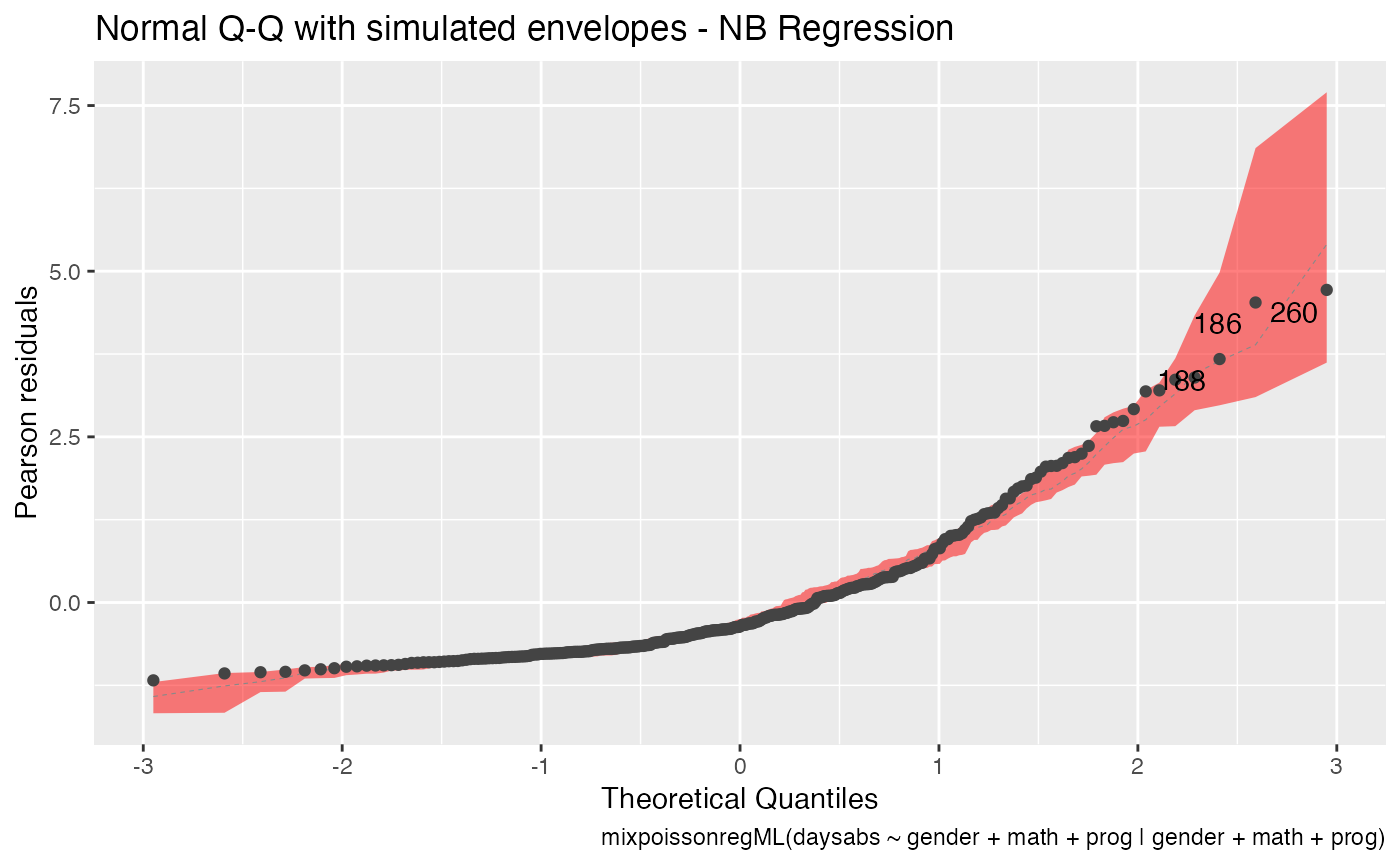 Normal Q-Q with simulated envelopes - NB Regression
7.5
5.0
2.5
0.0
Pearson residuals
186
260
188
-3 -2 -1 0 1 2 3
Theoretical Quantiles
mixpoissonregML(daysabs ~ gender + math + prog | gender + math + prog)